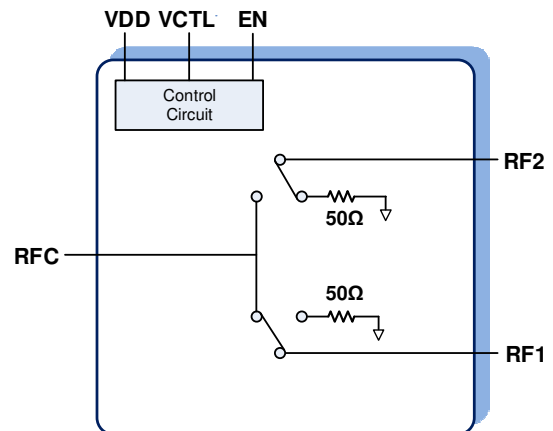 VDD VCTL EN
Control
Circuit
RF2
50Ω
RFC
50Ω
RF1